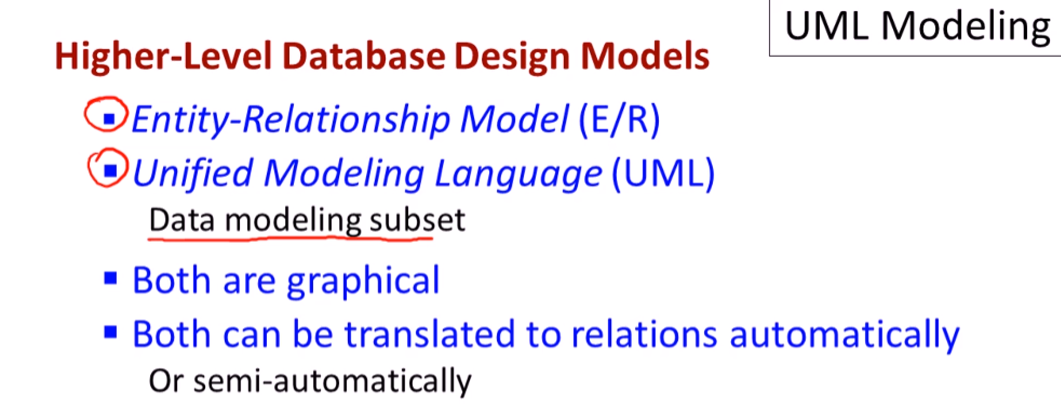 UML Modeling
Higher-Level Database Design Models
▪ Entity-Relationship Model (E/R)
▪ Unified Modeling Language (UML)
Data modeling subset
▪ Both are graphical
▪ Both can be translated to relations automatically
Or semi-automatically